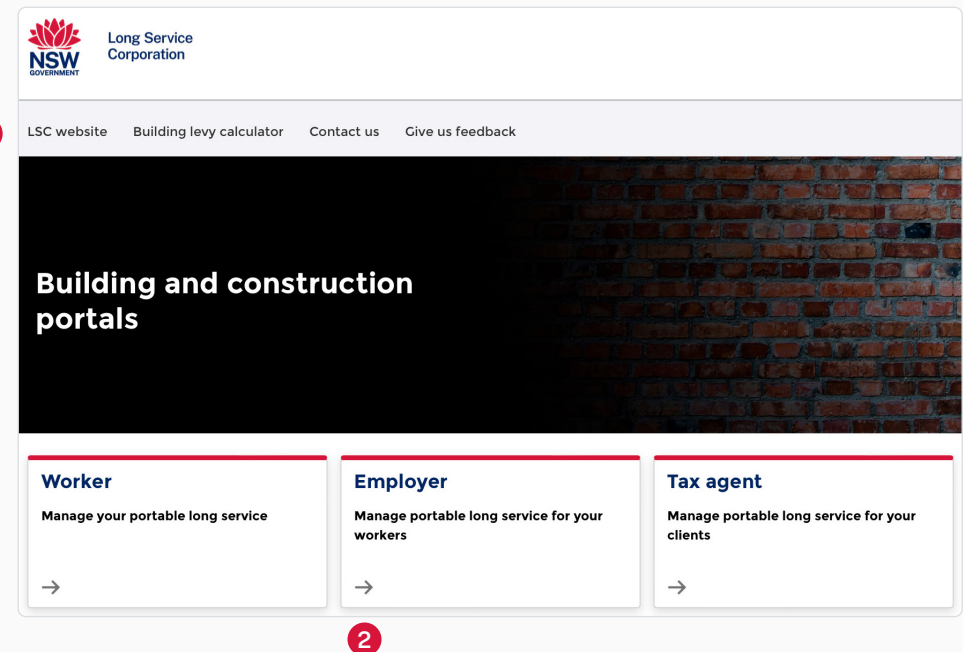 NSW
GOVERNMENT
Long Service
Corporation
LSC website Building levy calculator Contact us Give us feedback
Building and construction
portals
Worker
Manage your portable long service
→
Employer
Manage portable long service for your
workers
→
Tax agent
Manage portable long service for your
clients
→
2